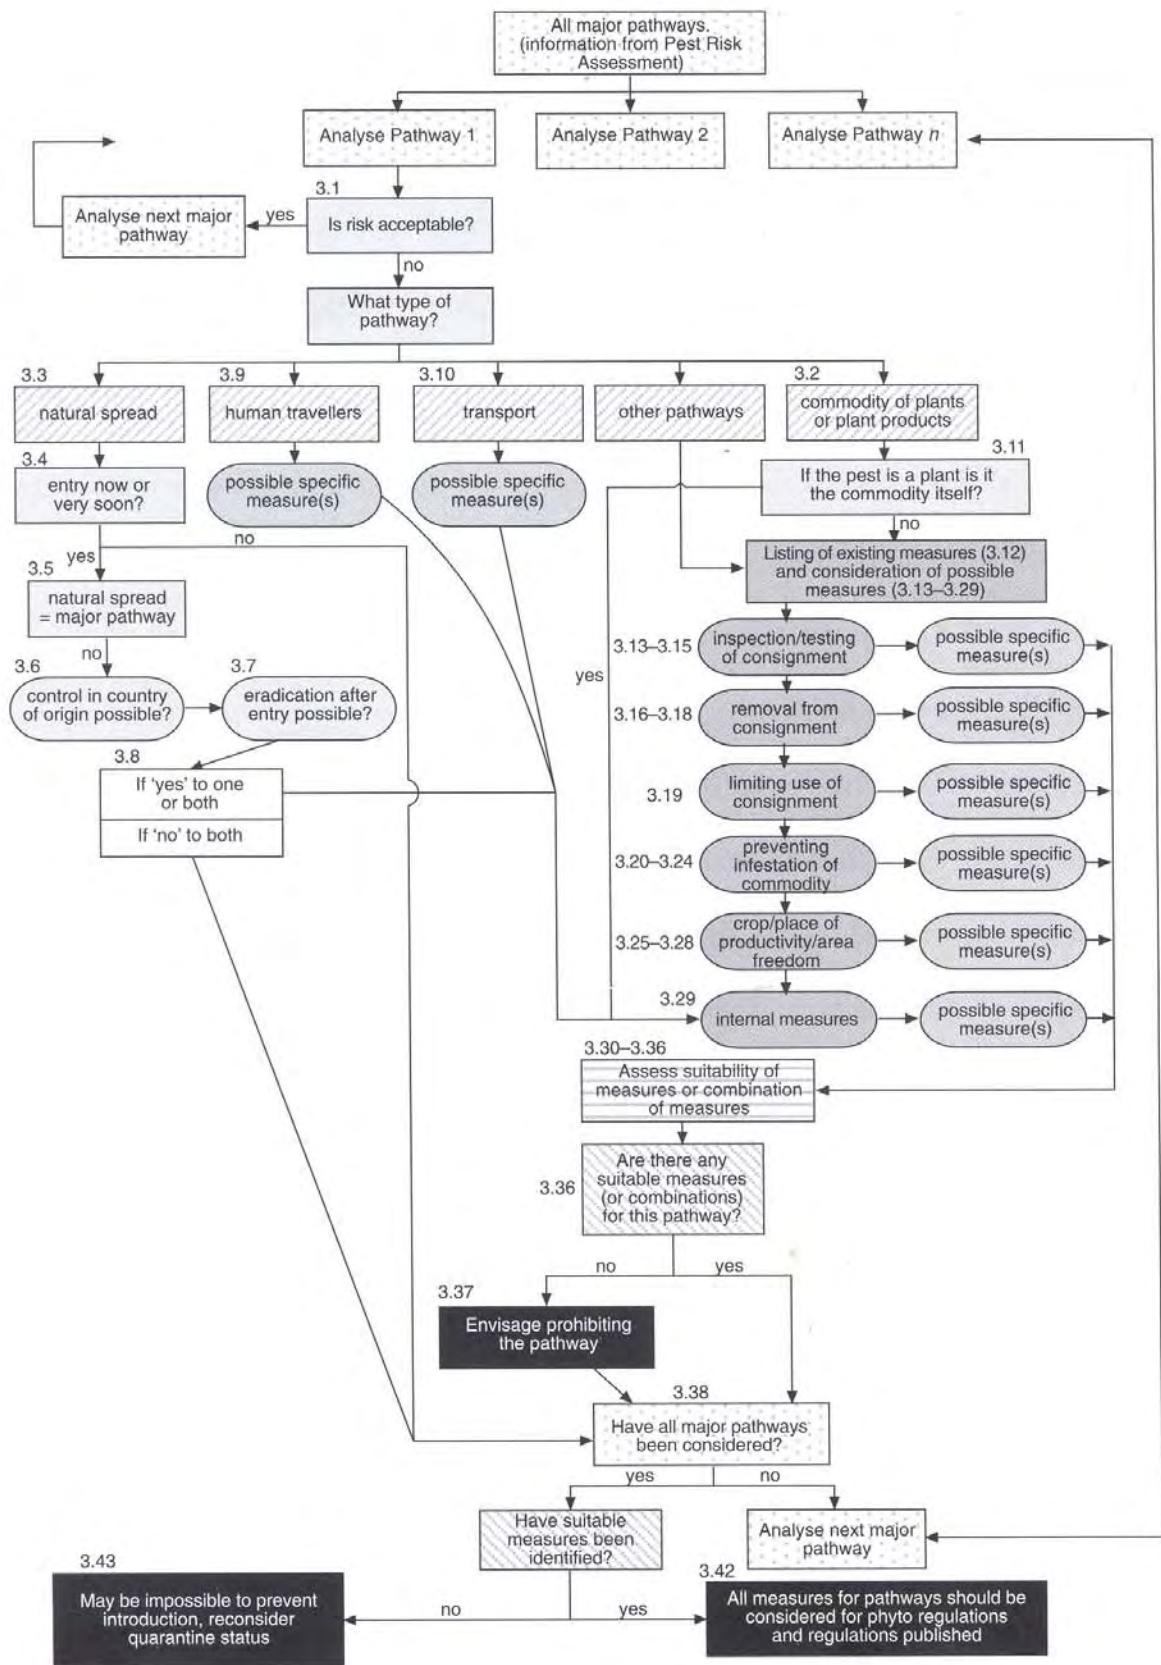 All major pathways.
(information from Pest Risk
Assessment)
Analyse Pathway 1
Analyse Pathway 2
Analyse Pathway n
3.1
Analyse next major
pathway
yes
Is risk acceptable?
no
What type of
pathway?
3.3
3.9
3.10
3.2
natural spread
human travellers
transport
other pathways
commodity of plants
or plant products
3.4
3.11
entry now or
very soon?
possible specific
measure(s)
possible specific
measure(s)
If the pest is a plant is it
the commodity itself?
no
no
yes
3.5
Listing of existing measures (3.12)
and consideration of possible
measures (3.13–3.29)
natural spread
= major pathway
no
3.13–3.15
inspection/testing
of consignment
possible specific
measure(s)
yes
3.6
3.7
control in country
of origin possible?
eradication after
entry possible?
3.16–3.18
removal from
consignment
possible specific
measure(s)
3.8
If 'yes' to one
or both
If 'no' to both
3.19
limiting use of
consignment
possible specific
measure(s)
3.20–3.24
preventing
infestation of
commodity
possible specific
measure(s)
3.25–3.28
crop/place of
productivity/area
freedom
possible specific
measure(s)
3.29
internal measures
possible specific
measure(s)
3.30–3.36
Assess suitability of
measures or combination
of measures
3.36
Are there any
suitable measures
(or combinations)
for this pathway?
no
yes
3.37
Envisage prohibiting
the pathway
3.38
Have all major pathways
been considered?
yes
no
Have suitable
measures been
identified?
Analyse next major
pathway
3.43
3.42
May be impossible to prevent
introduction, reconsider
quarantine status
no
yes
All measures for pathways should be
considered for phyto regulations
and regulations published